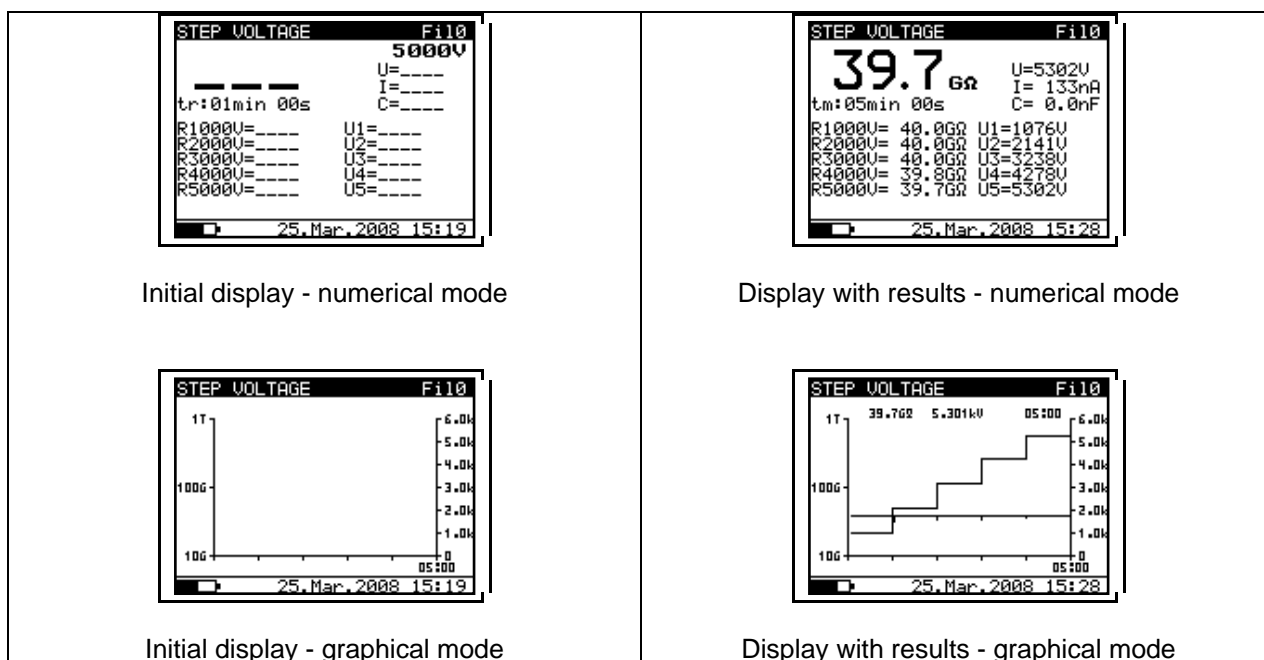 STEP VOLTAGE Fil0
5000V
U=____
I=____
tr:01min 00s C=____
R1000V=____ U1=____
R2000V=____ U2=____
R3000V=____ U3=____
R4000V=____ U4=____
R5000V=____ U5=____
25.Mar.2008 15:19
Initial display - numerical mode
STEP VOLTAGE Fil0
39.7 GΩ U=5302V
I= 133nA
tm:05min 00s C= 0.0nF
R1000V= 40.0GΩ U1=1076V
R2000V= 40.0GΩ U2=2141V
R3000V= 40.0GΩ U3=3238V
R4000V= 39.8GΩ U4=4278V
R5000V= 39.7GΩ U5=5302V
25.Mar.2008 15:28
Display with results - numerical mode
STEP VOLTAGE Fil0
1T 6.0k
5.0k
4.0k
100G 3.0k
2.0k
1.0k
10G 0
05:00
25.Mar.2008 15:19
Initial display - graphical mode
STEP VOLTAGE Fil0
39.7GΩ 5.301kV 05:00
1T 6.0k
5.0k
4.0k
100G 3.0k
2.0k
1.0k
10G 0
05:00
25.Mar.2008 15:28
Display with results - graphical mode